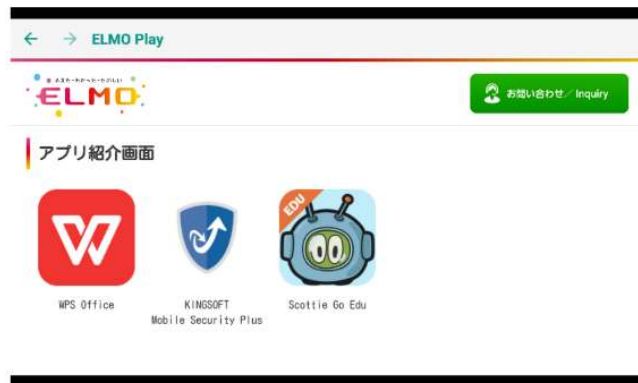 ELMO Play
ELMO
お問い合わせ／Inquiry
アプリ紹介画面
EDU
WPS Office
KINGSOFT
Mobile Security Plus
Scottie Go Edu